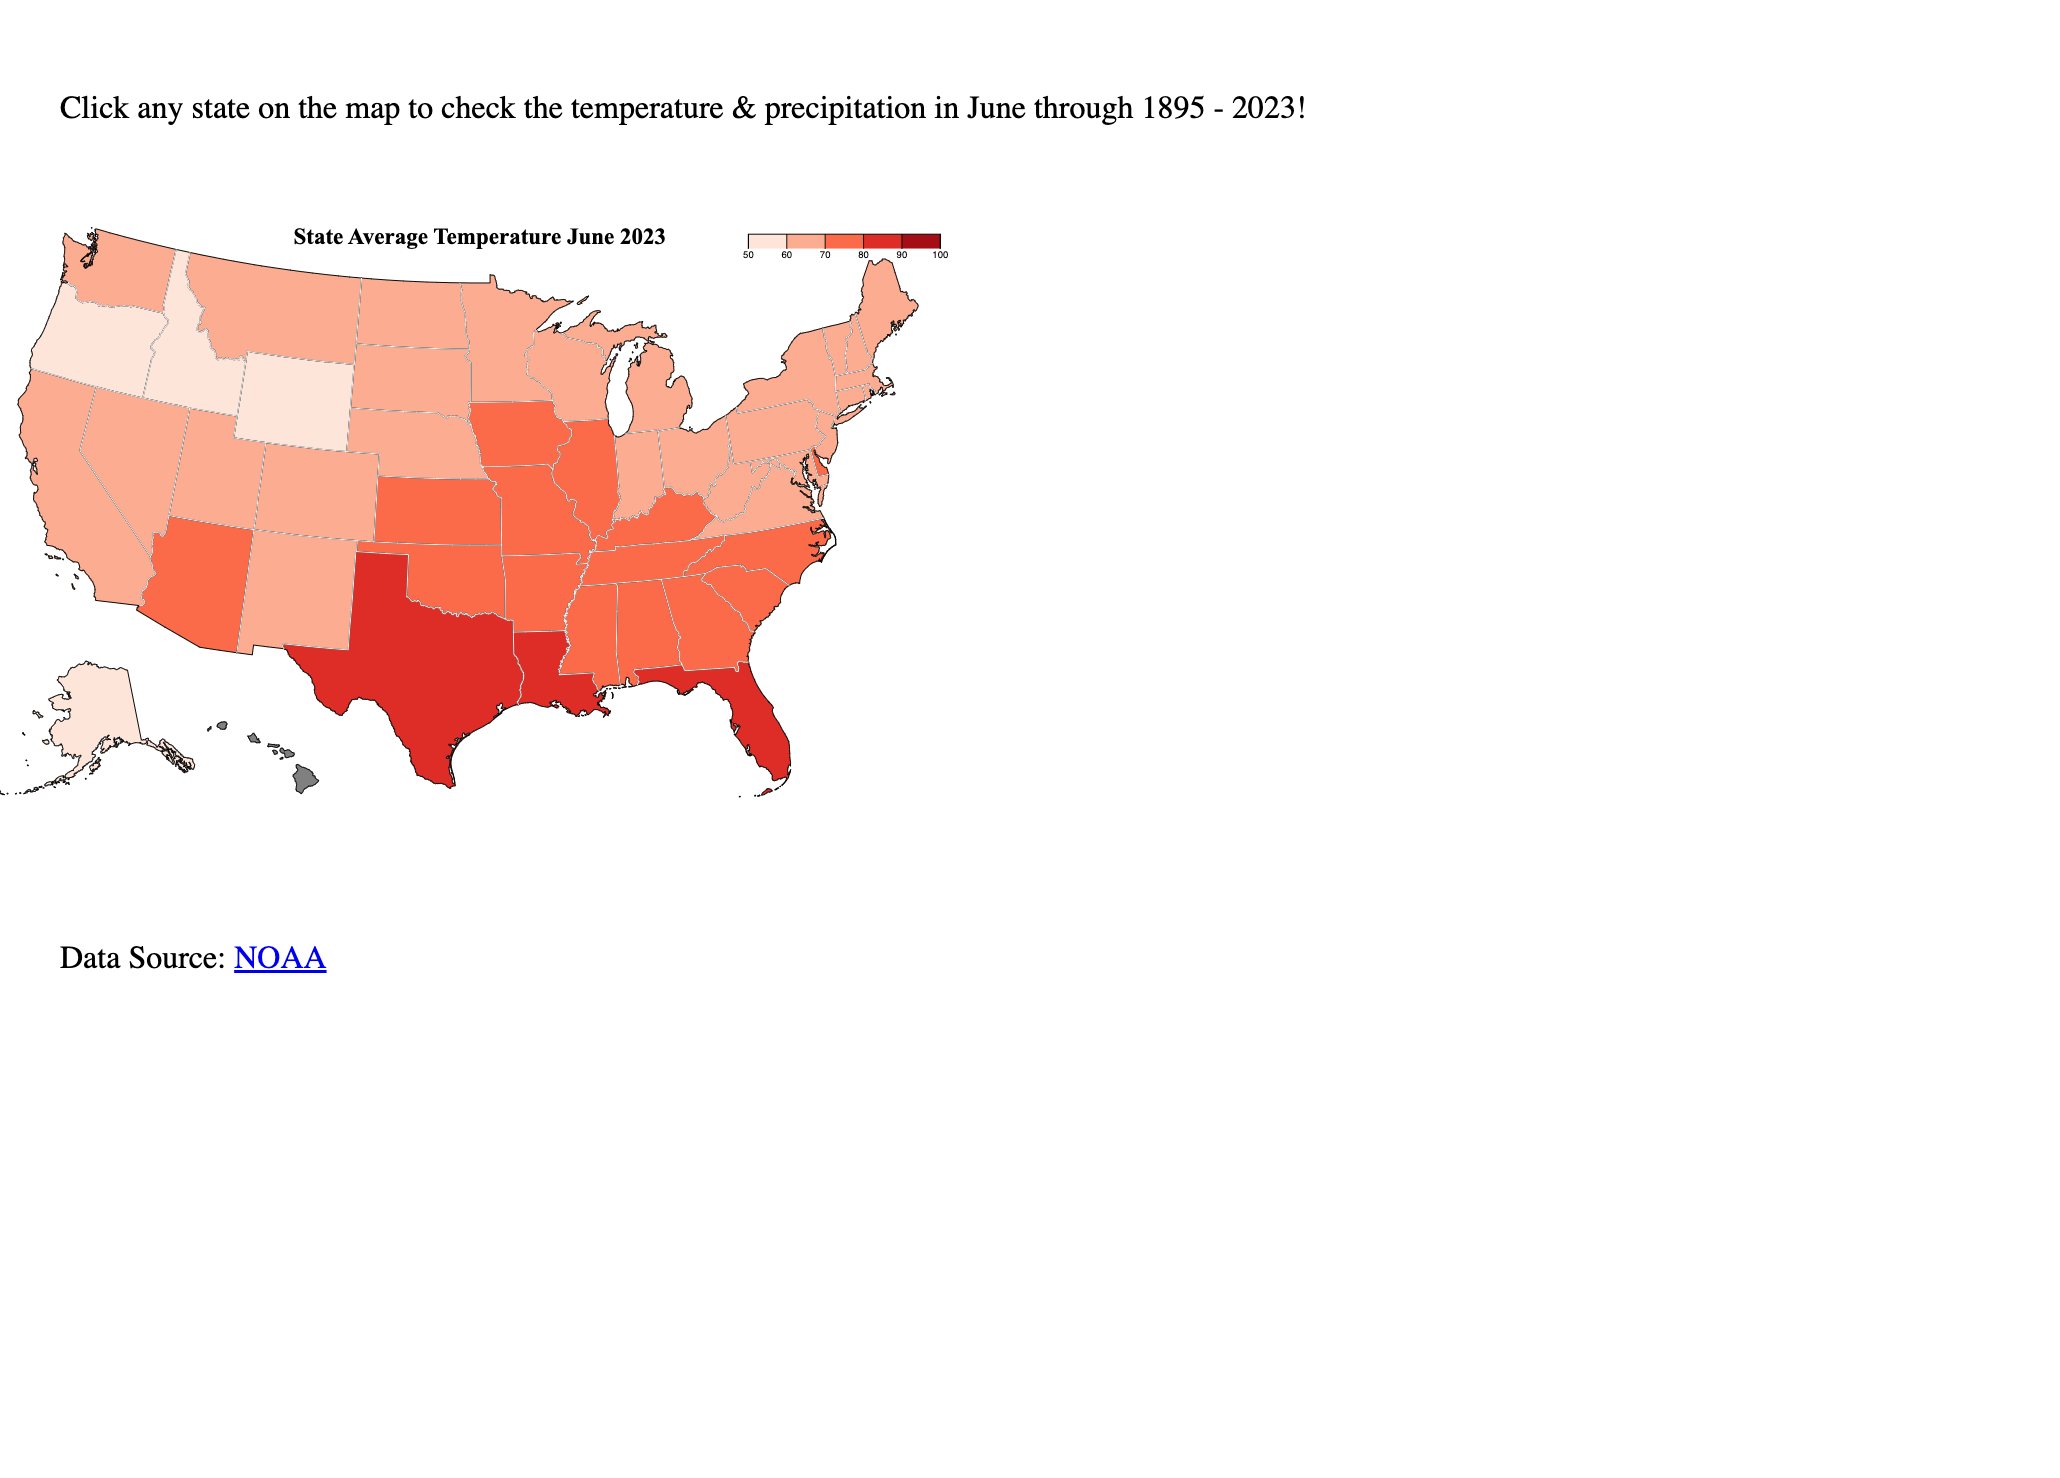 Click any state on the map to check the temperature & precipitation in June through 1895 - 2023!
State Average Temperature June 2023
50 60 70 80 90 100
Data Source: NOAA